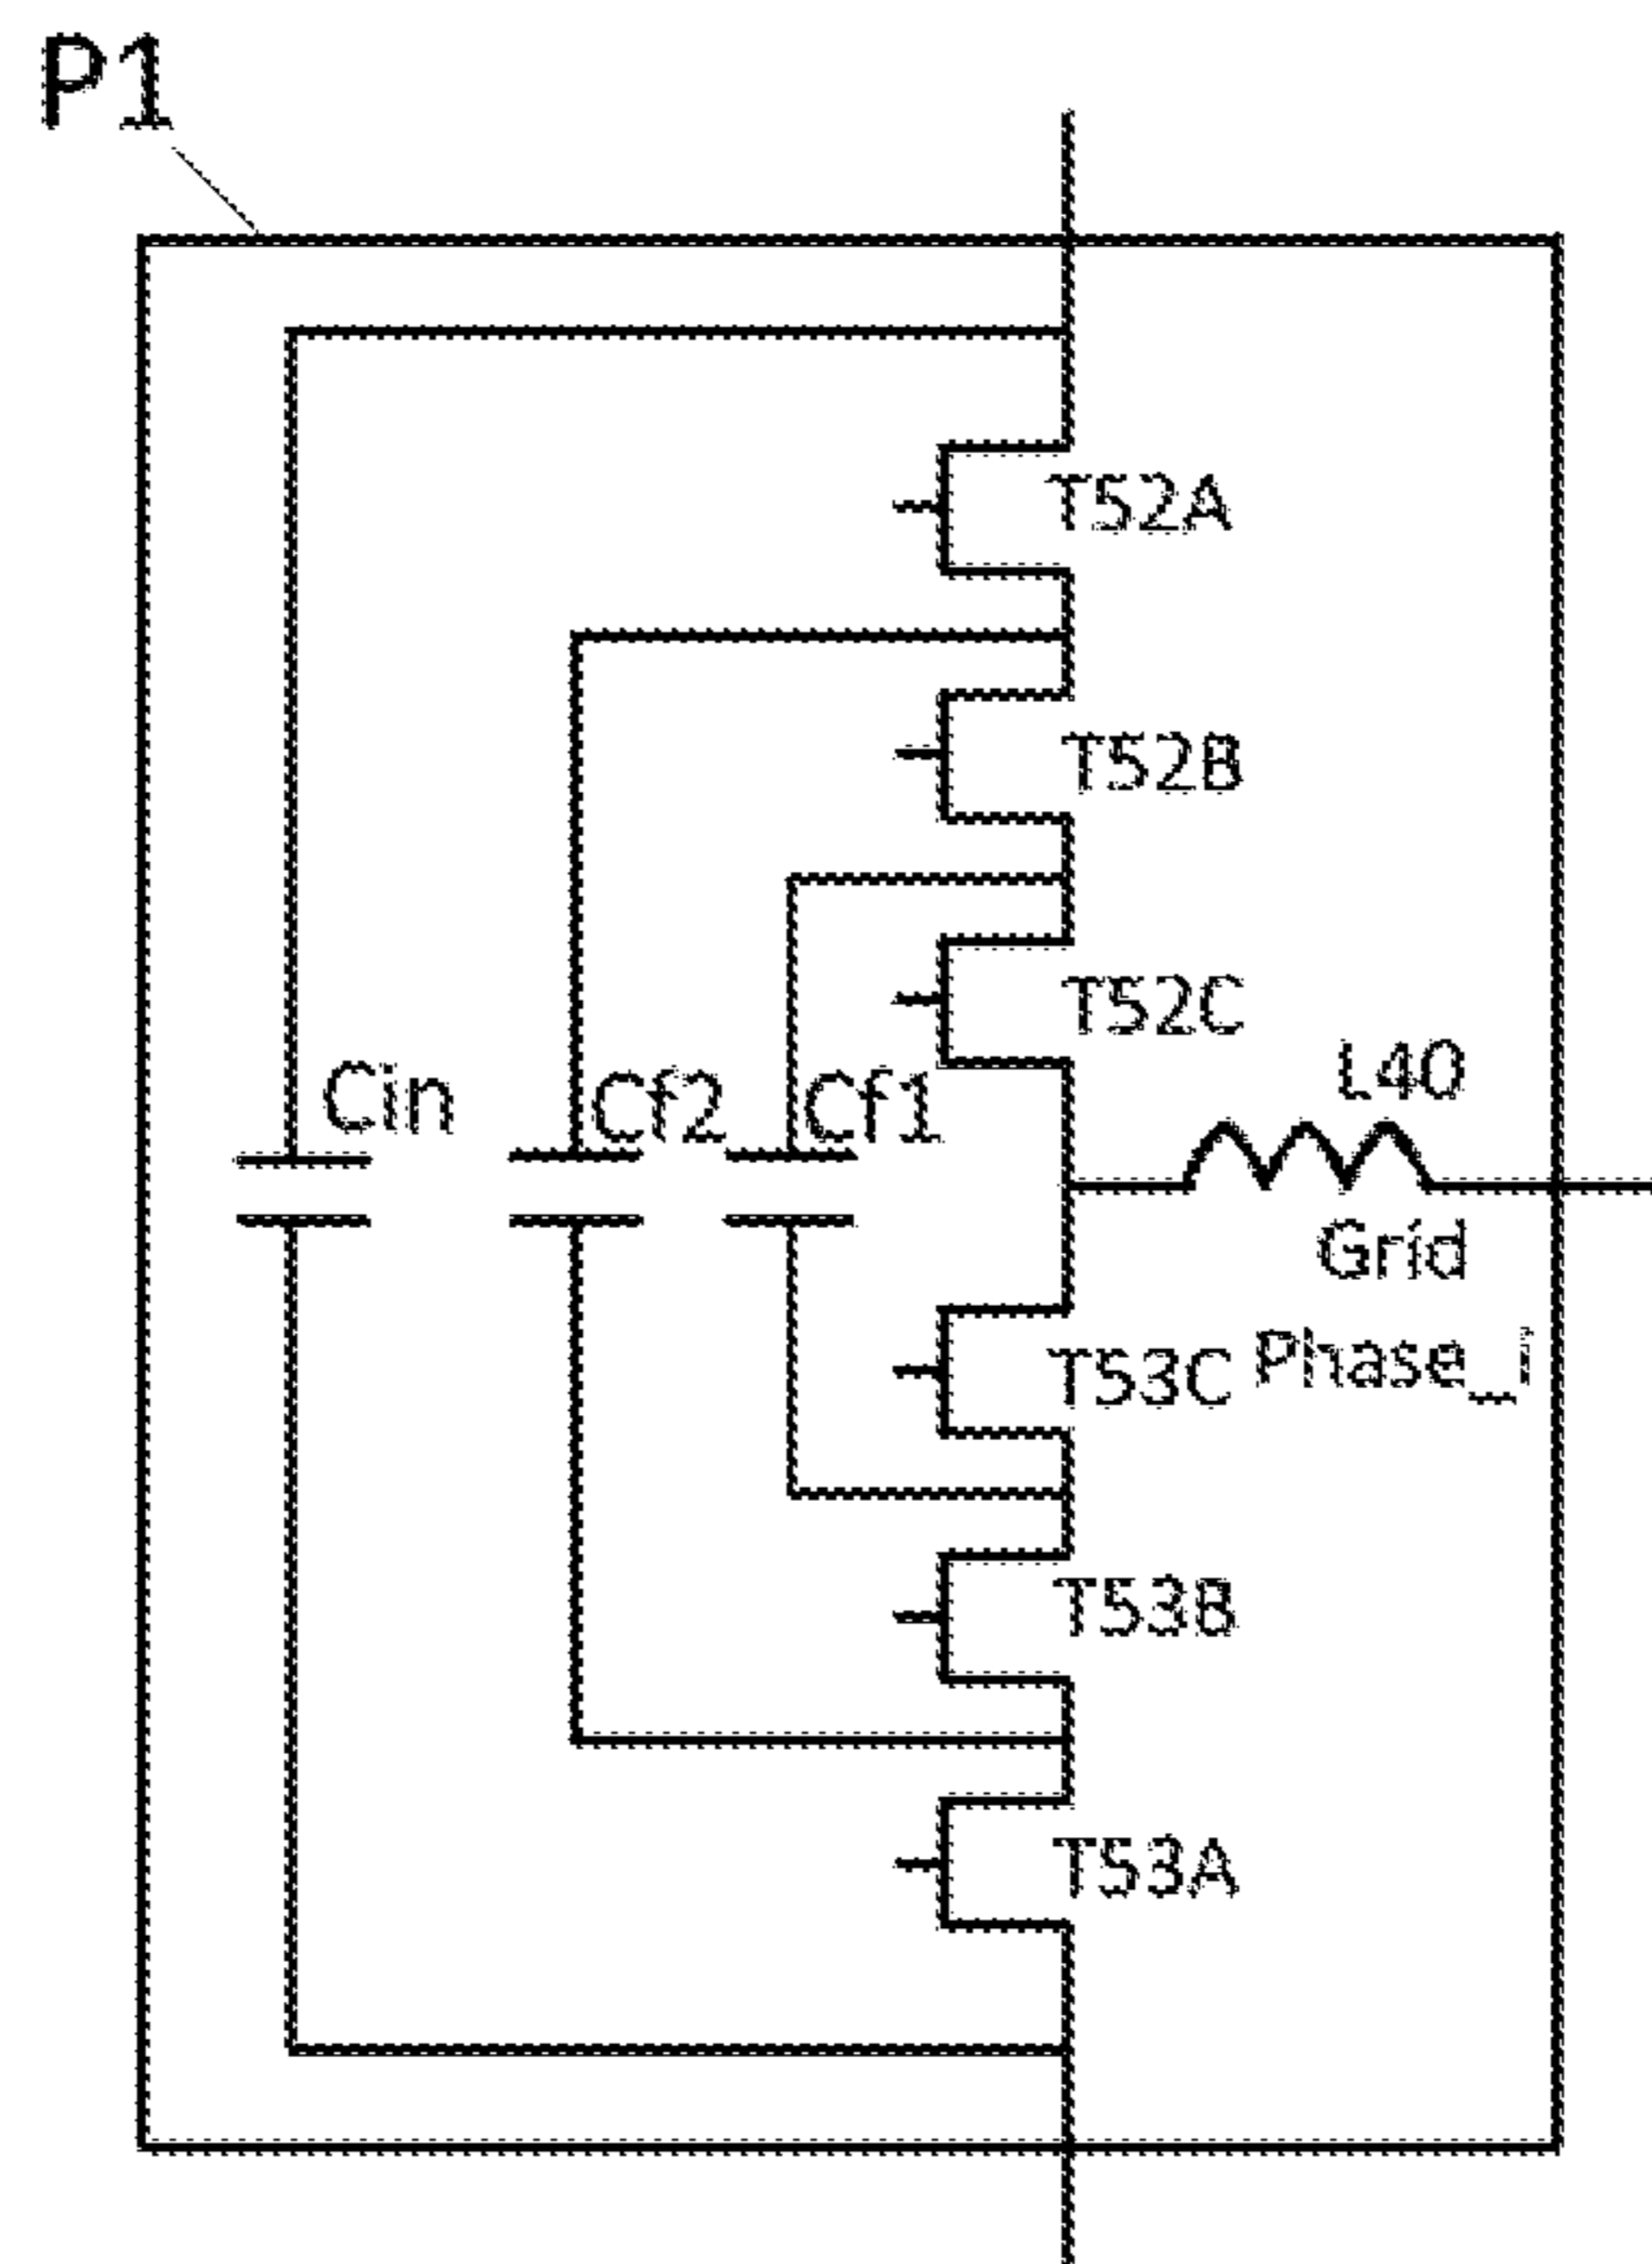 P1
T52A
T52B
T52C
L40
Cin
Cf2
Cf1
Grid
Phase_i
T53C
T53B
T53A